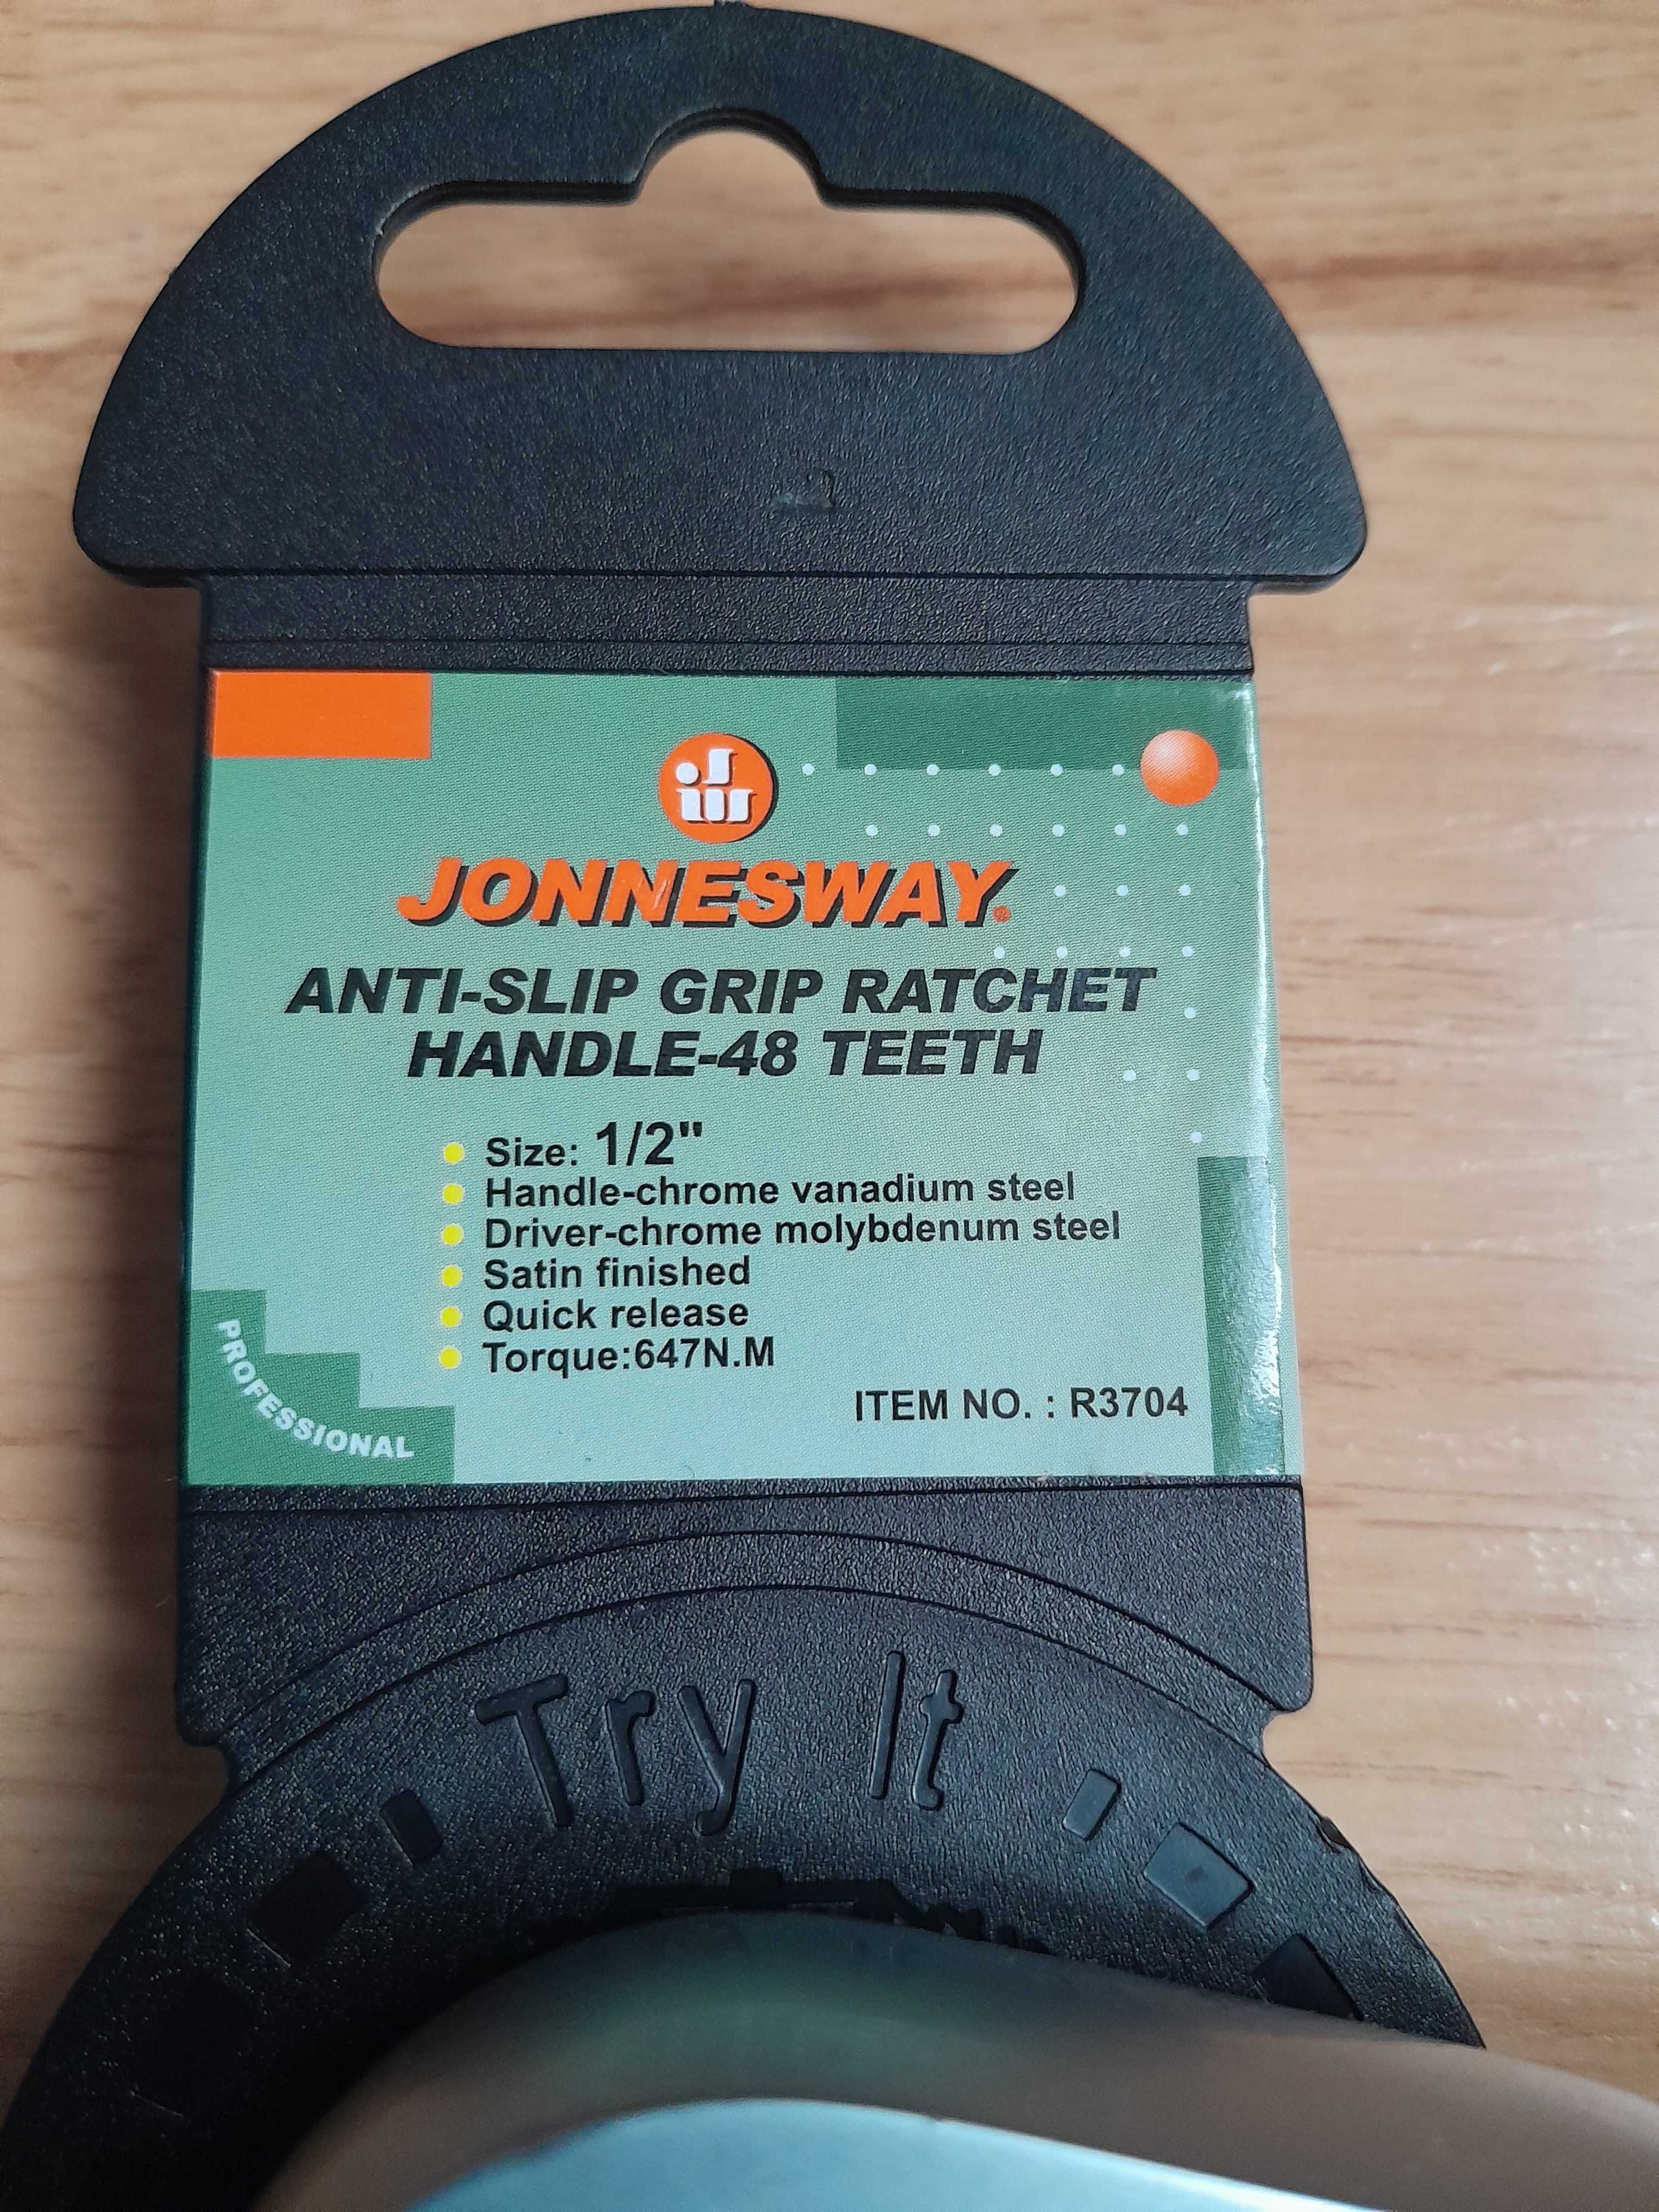 JW
JONNESWAY®
ANTI-SLIP GRIP RATCHET
HANDLE-48 TEETH
Size: 1/2"
Handle-chrome vanadium steel
Driver-chrome molybdenum steel
Satin finished
Quick release
Torque:647N.M
ITEM NO. : R3704
PROFESSIONAL
Try It